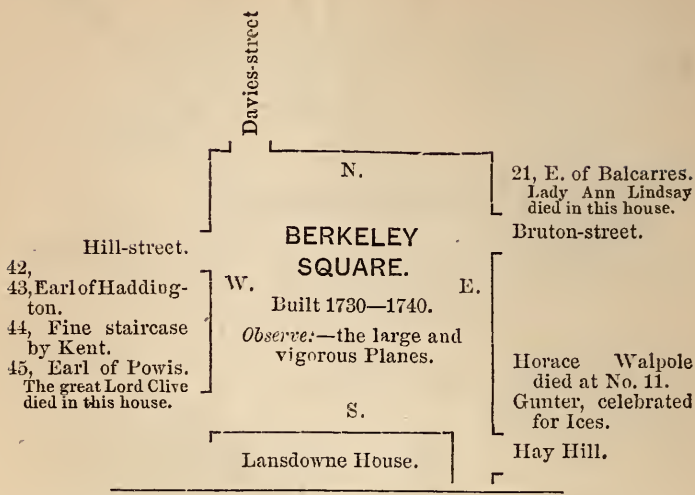 Davies-street
N.
21, E. of Balcarres.
Lady Ann Lindsay
died in this house.
Bruton-street.
Hill-street.
42,
43, Earl of Hadding-
ton.
44, Fine staircase
by Kent.
45, Earl of Powis.
The great Lord Clive
died in this house.
W.
BERKELEY
SQUARE.
Built 1730—1740.
Observe:—the large and
vigorous Planes.
E.
S.
Horace Walpole
died at No. 11.
Gunter, celebrated
for Ices.
Hay Hill.
Lansdowne House.